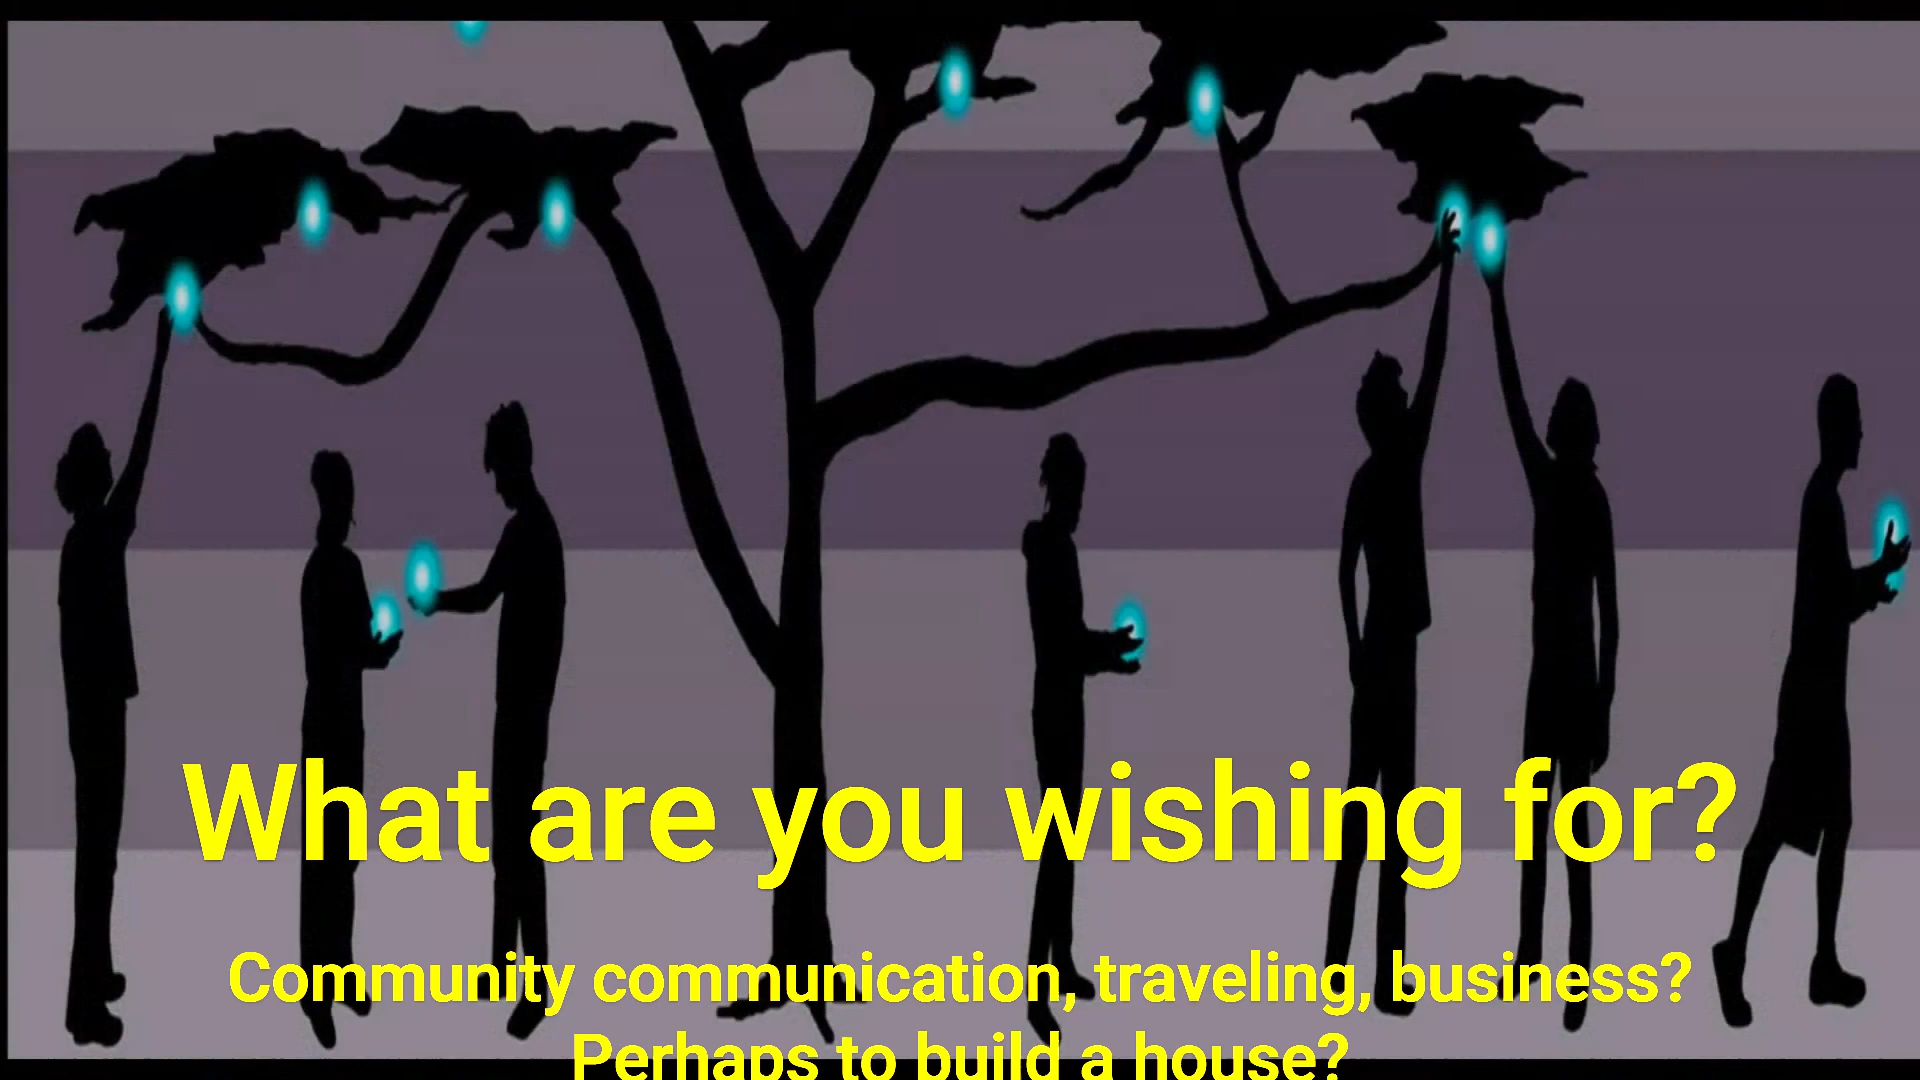 What are you wishing for?
Community communication, traveling, business?
Perhaps to build a house?